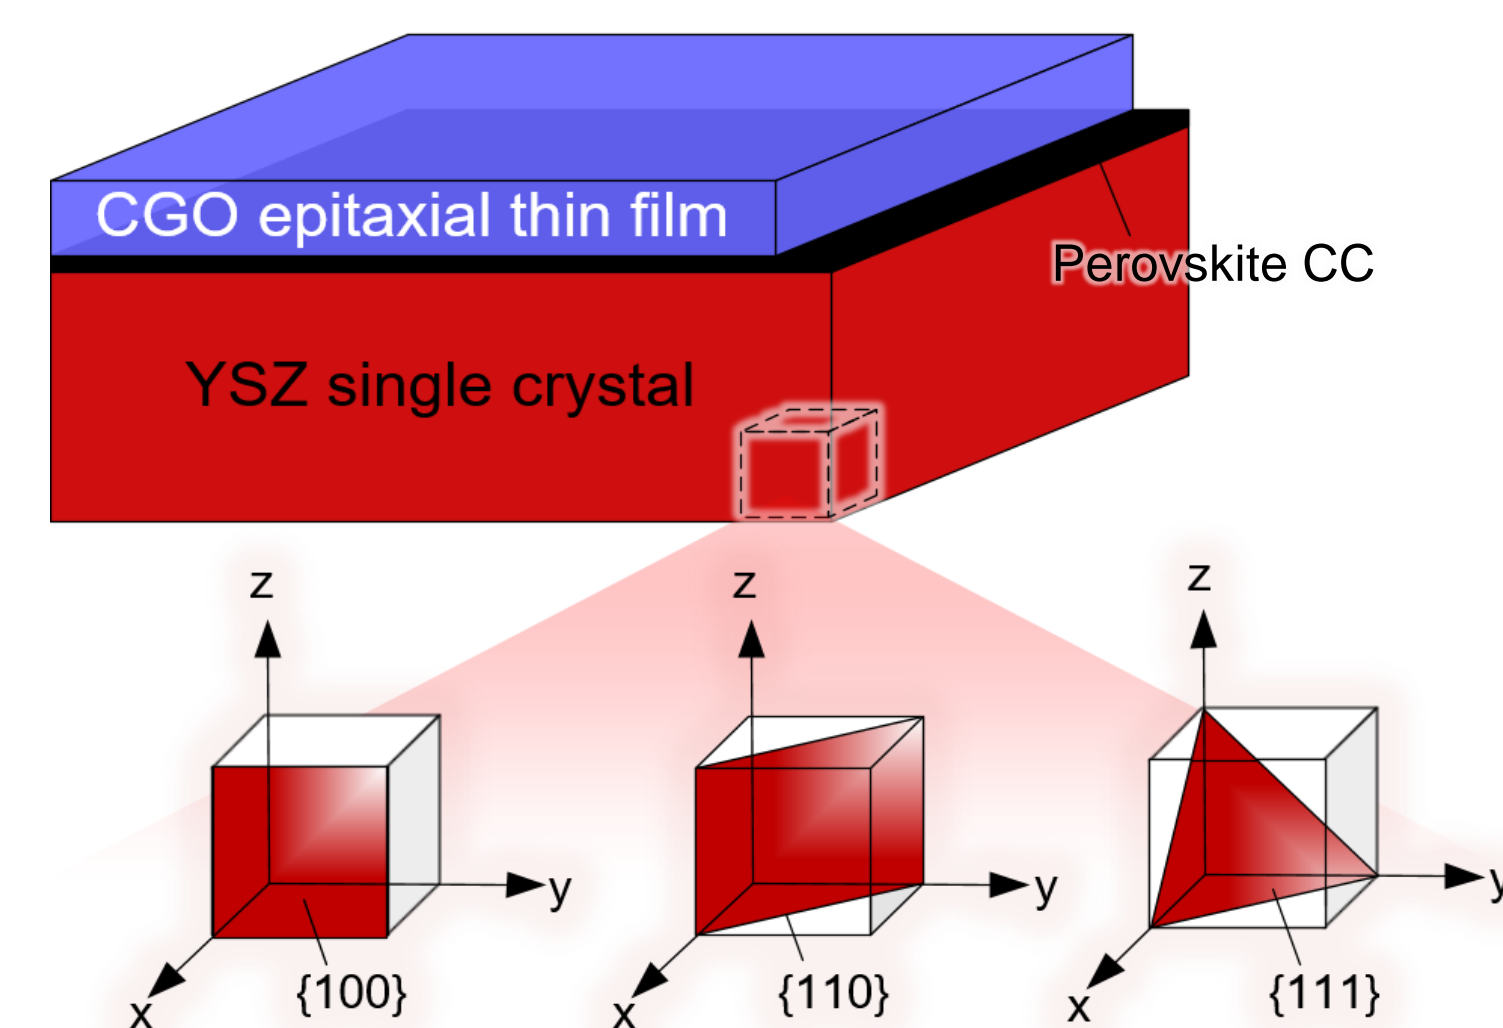 CGO epitaxial thin film
Perovskite CC
YSZ single crystal
z
z
z
y
y
y
x
{100}
x
{110}
x
{111}